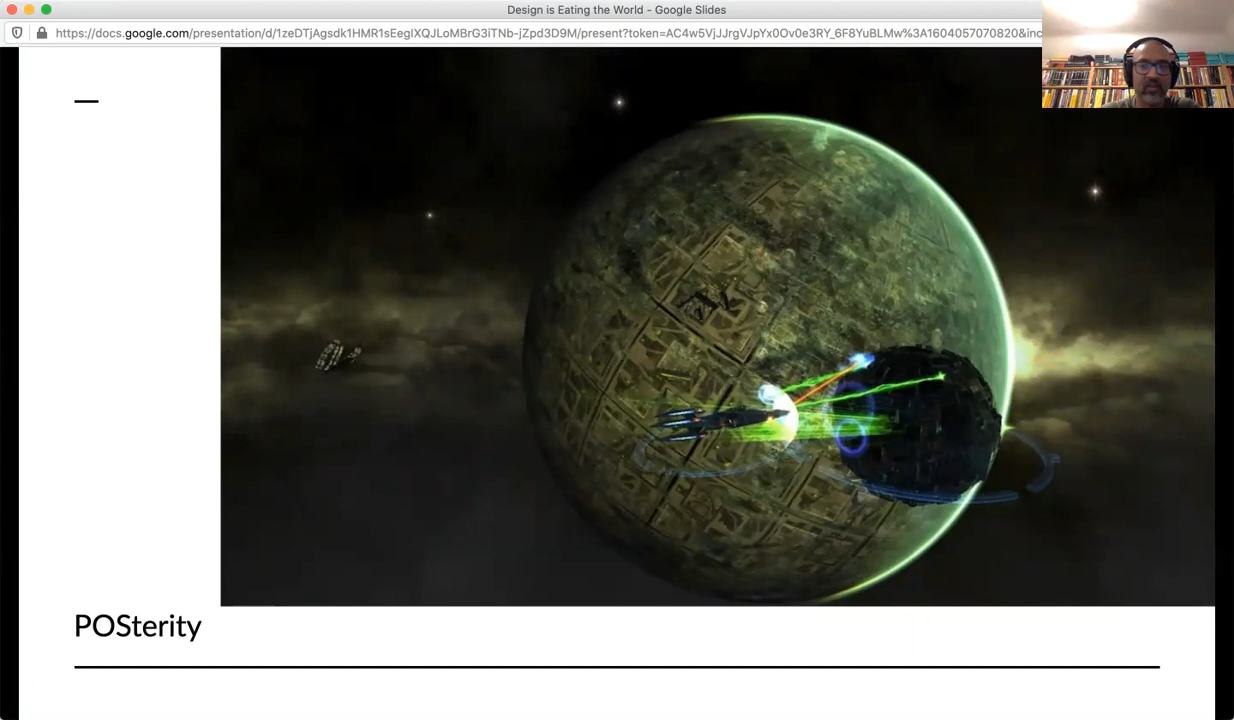 Design is Eating the World - Google Slides
https://docs.google.com/presentation/d/1zeDTjAgsdk1HMR1sEegIXQJLoMBrG3iTNb-jZpd3D9M/present?token=AC4w5VjJJrgVJpYx0Ov0e3RY_6F8YuBLMw%3A1604057070820&inc
POSterity